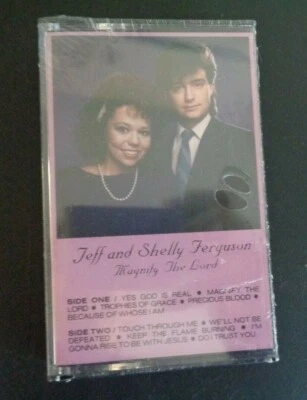 Jeff and Shelly Ferguson
Magnify The Lord
SIDE ONE / YES GOD IS REAL ● MAGNIFY THE
LORD ● TROPHIES OF GRACE ● PRECIOUS BLOOD ●
BECAUSE OF WHOSE I AM
SIDE TWO / TOUCH THROUGH ME ● WE'LL NOT BE
DEFEATED ● KEEP THE FLAME BURNING ● I'M
GONNA RISE TO BE WITH JESUS ● DO I TRUST YOU